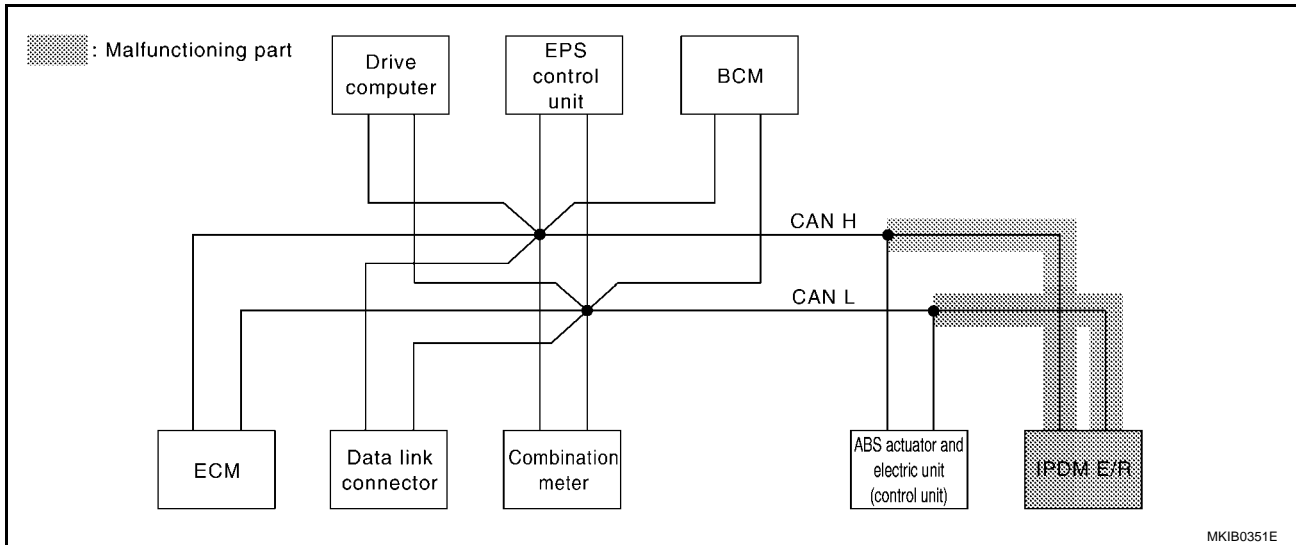 : Malfunctioning part
Drive
computer
EPS
control
unit
BCM
CAN H
CAN L
ECM
Data link
connector
Combination
meter
ABS actuator and
electric unit
(control unit)
IPDM E/R
MKIB0351E